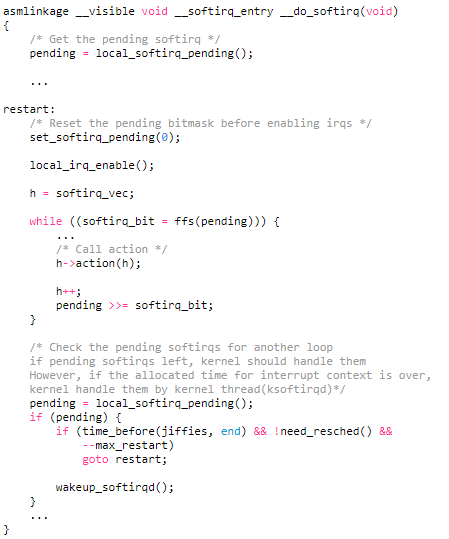 asmlinkage __visible void __softirq_entry __do_softirq(void)
{
    /* Get the pending softirq */
    pending = local_softirq_pending();

    ...

restart:
    /* Reset the pending bitmask before enabling irqs */
    set_softirq_pending(0);

    local_irq_enable();

    h = softirq_vec;

    while ((softirq_bit = ffs(pending))) {
        ...
        /* Call action */
        h->action(h);

        h++;
        pending >>= softirq_bit;
    }

    /* Check the pending softirqs for another loop
    if pending softirqs left, kernel should handle them
    However, if the allocated time for interrupt context is over,
    kernel handle them by kernel thread(ksoftirqd)*/
    pending = local_softirq_pending();
    if (pending) {
        if (time_before(jiffies, end) && !need_resched() &&
            --max_restart)
            goto restart;

        wakeup_softirqd();
    }
    ...
}